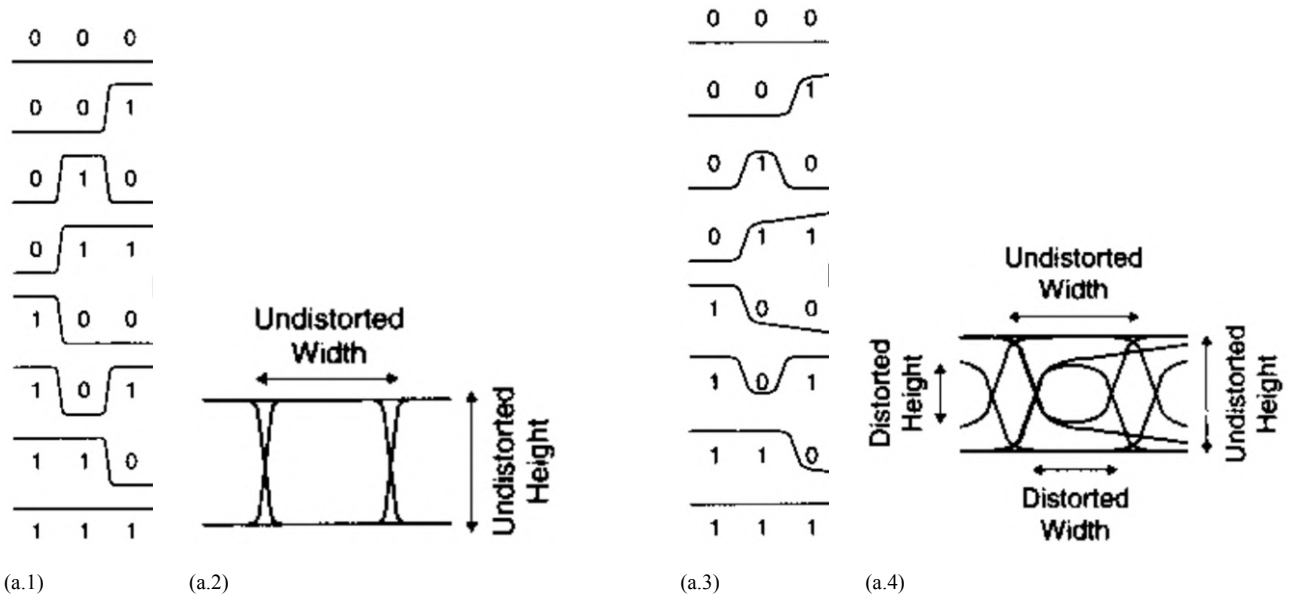 0 0 0
0 0 1
0 1 0
0 1 1
1 0 0
1 0 1
1 1 0
1 1 1
(a.1)
Undistorted
Width
Undistorted
Height
(a.2)
0 0 0
0 0 1
0 1 0
0 1 1
1 0 0
1 0 1
1 1 0
1 1 1
(a.3)
Undistorted
Width
Distorted
Height
Undistorted
Height
Distorted
Width
(a.4)